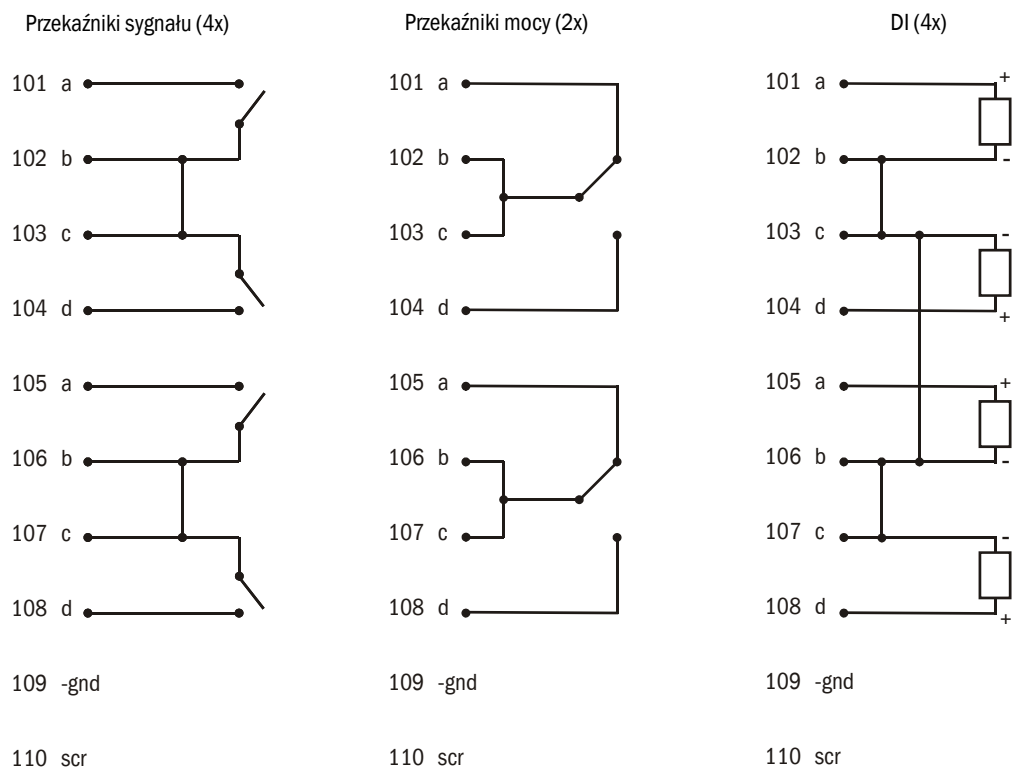 Przekaźniki sygnału (4x)
101 a
102 b
103 c
104 d
105 a
106 b
107 c
108 d
109 -gnd
110 scr
Przekaźniki mocy (2x)
101 a
102 b
103 c
104 d
105 a
106 b
107 c
108 d
109 -gnd
110 scr
DI (4x)
101 a
+
102 b
-
103 c
-
104 d
+
105 a
+
106 b
-
107 c
-
108 d
+
109 -gnd
110 scr